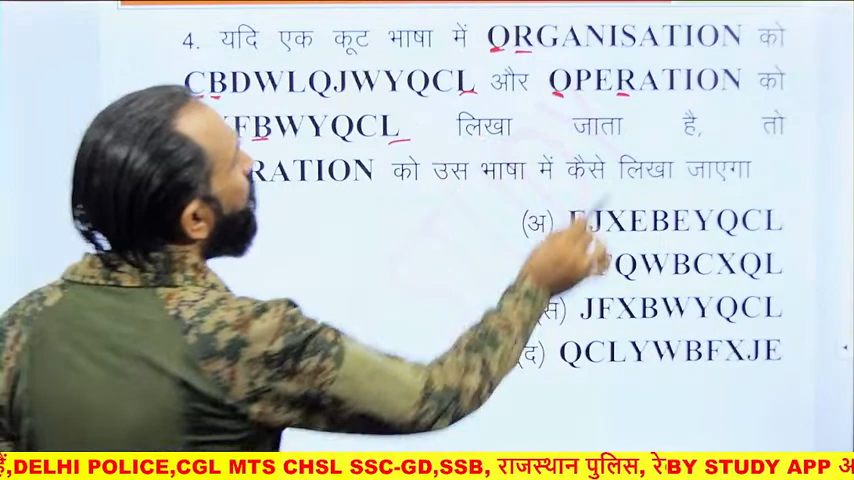 4. यदि एक कूट भाषा में ORGANISATION को
CBDWLQJWYQCL और OPERATION को
FBWYQCL लिखा जाता है, तो
RATION को उस भाषा में कैसे लिखा जाएगा
(अ) EJXEBEYQCL
FQWBCXQL
(स) JFXBWYQCL
(द) QCLYWBFXJE
हैं,DELHI POLICE,CGL MTS CHSL SSC-GD,SSB, राजस्थान पुलिस, BY STUDY APP